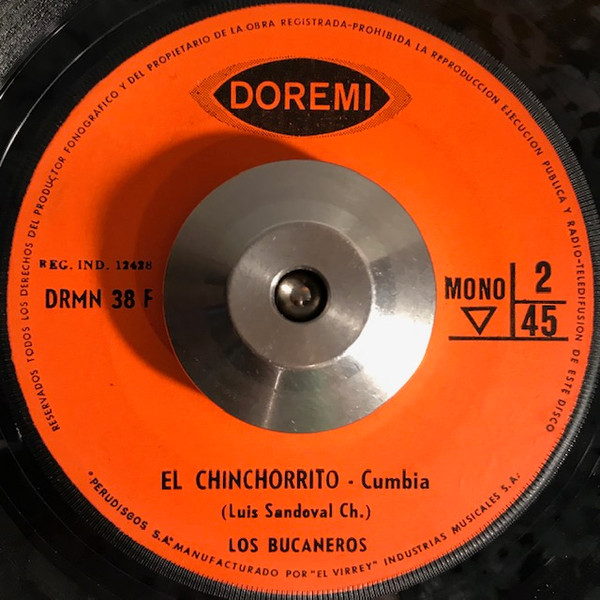 RESERVADOS TODOS LOS DERECHOS DEL PRODUCTOR FONOGRAFICO Y DEL PROPIETARIO DE LA OBRA REGISTRADA-PROHIBIDA LA REPRODUCCION EJECUCION PUBLICA Y RADIO-TELEDIFUSION DE ESTE DISCO
DOREMI
REG. IND. 12428
DRMN 38 F
MONO 2
45
EL CHINCHORRITO - Cumbia
(Luis Sandoval Ch.)
LOS BUCANEROS
"PERUDISCOS S.A." MANUFACTURADO POR "EL VIRREY" INDUSTRIAS MUSICALES S.A.